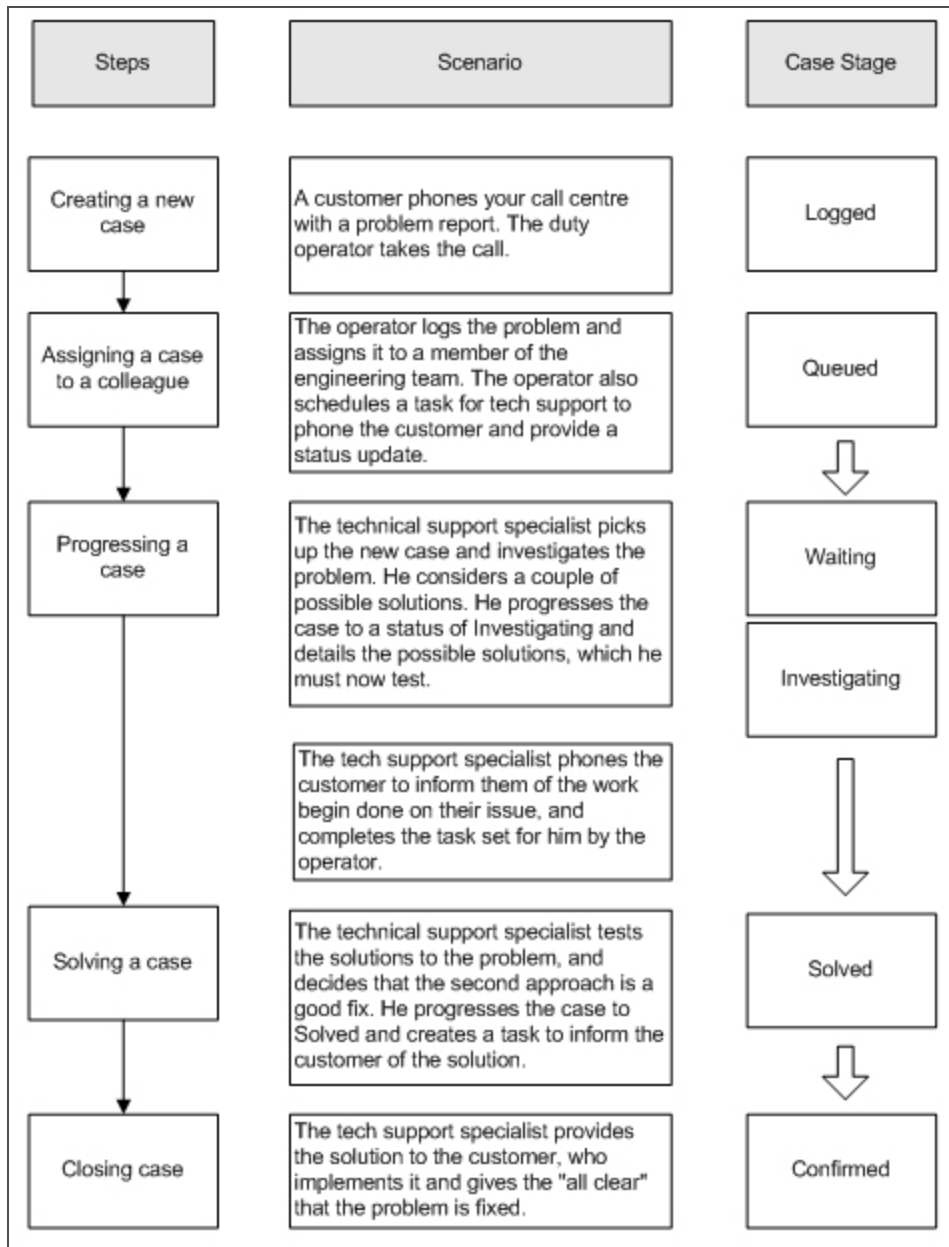 Steps
Scenario
Case Stage
Creating a new
case
A customer phones your call centre
with a problem report. The duty
operator takes the call.
Logged
Assigning a case
to a colleague
The operator logs the problem and
assigns it to a member of the
engineering team. The operator also
schedules a task for tech support to
phone the customer and provide a
status update.
Queued
Progressing a
case
The technical support specialist picks
up the new case and investigates the
problem. He considers a couple of
possible solutions. He progresses the
case to a status of Investigating and
details the possible solutions, which he
must now test.
Waiting
Investigating
The tech support specialist phones the
customer to inform them of the work
begin done on their issue, and
completes the task set for him by the
operator.
Solving a case
The technical support specialist tests
the solutions to the problem, and
decides that the second approach is a
good fix. He progresses the case to
Solved and creates a task to inform the
customer of the solution.
Solved
Closing case
The tech support specialist provides
the solution to the customer, who
implements it and gives the "all clear"
that the problem is fixed.
Confirmed